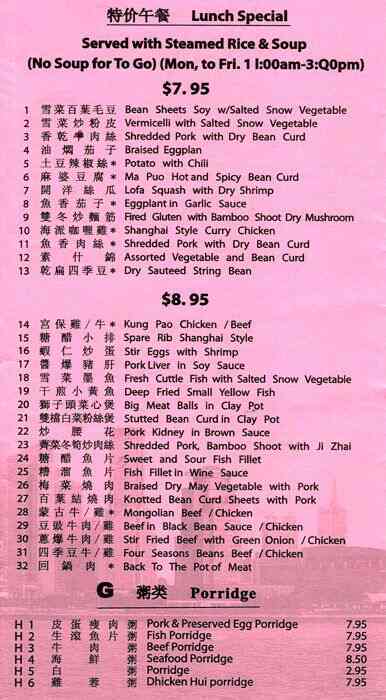 特价午餐 Lunch Special
Served with Steamed Rice & Soup
(No Soup for To Go) (Mon, to Fri. 1 l:00am-3:Q0pm)
$7.95
1 雪菜百葉毛豆 Bean Sheets Soy w/Salted Snow Vegetable
2 雪菜炒粉皮 Vermicelli with Salted Snow Vegetable
3 香乾肉絲 Shredded Pork with Dry Bean Curd
4 油燜茄子 Braised Eggplan
5 土豆辣椒絲* Potato with Chili
6 麻婆豆腐* Ma Puo Hot and Spicy Bean Curd
7 開洋絲瓜 Lofa Squash with Dry Shrimp
8 魚香茄子* Eggplant in Garlic Sauce
9 雙冬炒麵筋 Fired Gluten with Bamboo Shoot Dry Mushroom
10 海派咖喱雞* Shanghai Style Curry Chicken
11 魚香肉絲* Shredded Pork with Dry Bean Curd
12 素什錦 Assorted Vegetable and Bean Curd
13 乾扁四季豆* Dry Sauteed String Bean
$8.95
14 宮保雞/牛* Kung Pao Chicken /Beef
15 糖醋小排 Spare Rib Shanghai Style
16 蝦仁炒蛋 Stir Eggs with Shrimp
17 醬爆豬肝 Pork Liver in Soy Sauce
18 雪菜墨魚 Fresh Cuttle Fish with Salted Snow Vegetable
19 干煎小黃魚 Deep Fried Small Yellow Fish
20 獅子頭菜心煲 Big Meat Balls in Clay Pot
21 雙檔白菜粉絲煲 Stutted Bean Curd in Clay Pot
22 炒腰花 Pork Kidney in Brown Sauce
23 薺菜冬筍炒肉絲 Shredded Pork, Bamboo Shoot with Ji Zhai
24 糖醋魚片 Sweet and Sour Fish Fillet
25 糟溜魚片 Fish Fillet in Wine Sauce
26 梅菜燒肉 Braised Dry May Vegetable with Pork
27 百葉結燒肉 Knotted Bean Curd Sheets with Pork
28 蒙古牛/雞* Mongolian Beef /Chicken
29 豆豉牛肉/雞 Beef in Black Bean Sauce /Chicken
30 蔥爆牛肉/雞 Stir Fried Beef with Green Onion /Chicken
31 四季豆牛/雞 Four Seasons Beans Beef /Chicken
32 回鍋肉* Back To The Pot of Meat
G 粥类 Porridge
H 1 皮蛋瘦肉粥 Pork & Preserved Egg Porridge 7.95
H 2 生滾魚片粥 Fish Porridge 7.95
H 3 牛肉粥 Beef Porridge 7.95
H 4 海鮮粥 Seafood Porridge 8.50
H 5 白粥 Porridge 2.95
H 6 雞蓉粥 Dhicken Hui porridge 7.95